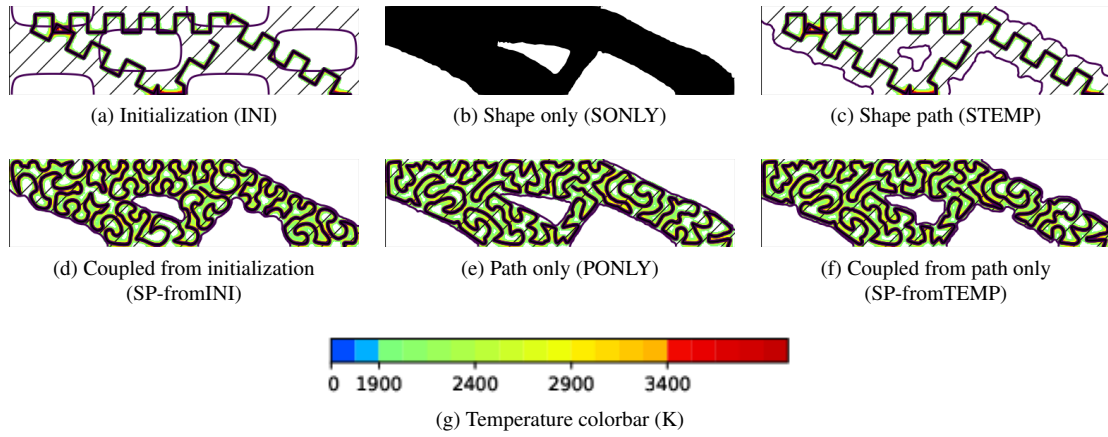 (a) Initialization (INI)
(b) Shape only (SONLY)
(c) Shape path (STEMP)
(d) Coupled from initialization
(SP-fromINI)
(e) Path only (PONLY)
(f) Coupled from path only
(SP-fromTEMP)
0 1900 2400 2900 3400
(g) Temperature colorbar (K)